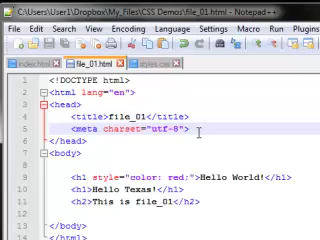 C:\Users\User1\Dropbox\My_Files\CSS Demos\file_01.html - Notepad++
File Edit Search View Encoding Language Settings Macro Run Plugins
index.html file_01.html styles.css
1 <!DOCTYPE html>
2 <html lang="en">
3 <head>
4 <title>file_01</title>
5 <meta charset="utf-8">
6 </head>
7 <body>
8
9 <h1 style="color: red;">Hello World!</h1>
10 <h1>Hello Texas!</h1>
11 <h2>This is file_01</h2>
12
13 </body>
14 </html>